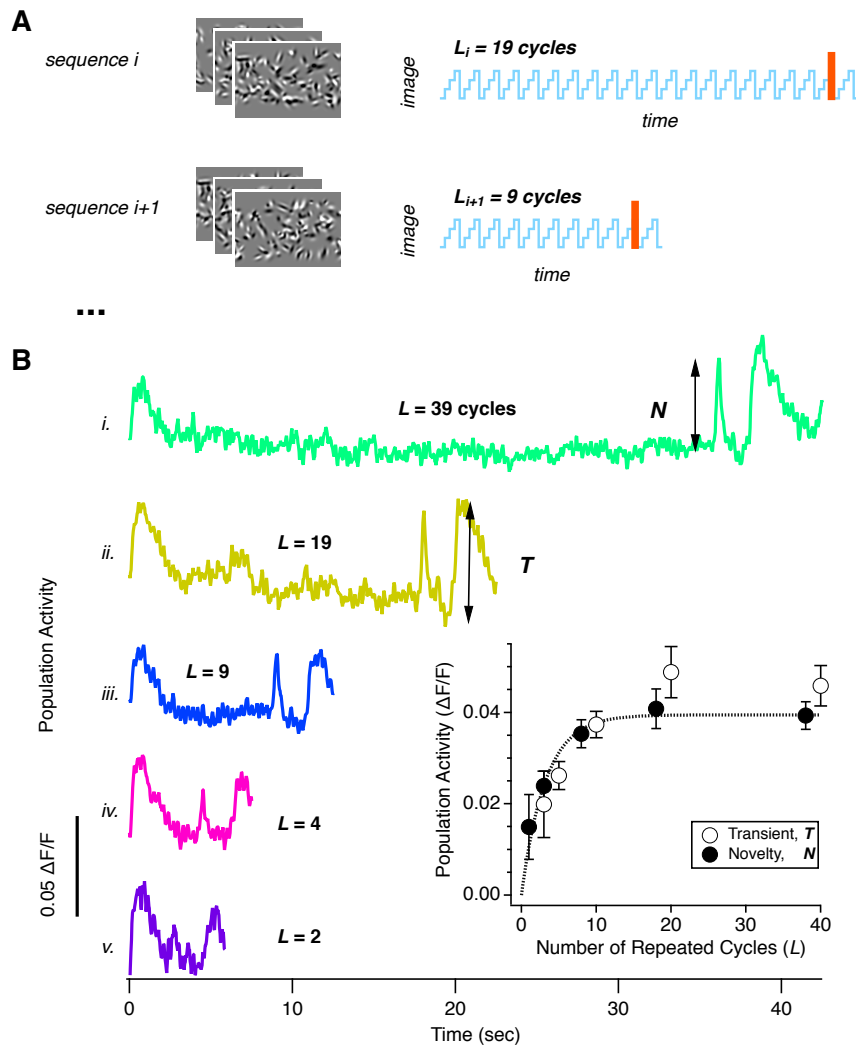 A
sequence i
image
L_i = 19 cycles
time
sequence i+1
image
L_{i+1} = 9 cycles
time
...
B
Population Activity
0.05 ΔF/F
i.
L = 39 cycles
N
ii.
L = 19
T
iii.
L = 9
iv.
L = 4
v.
L = 2
Population Activity (ΔF/F)
0.04
0.02
0.00
Transient, T
Novelty, N
0 10 20 30 40
Number of Repeated Cycles (L)
0 10 20 30 40
Time (sec)